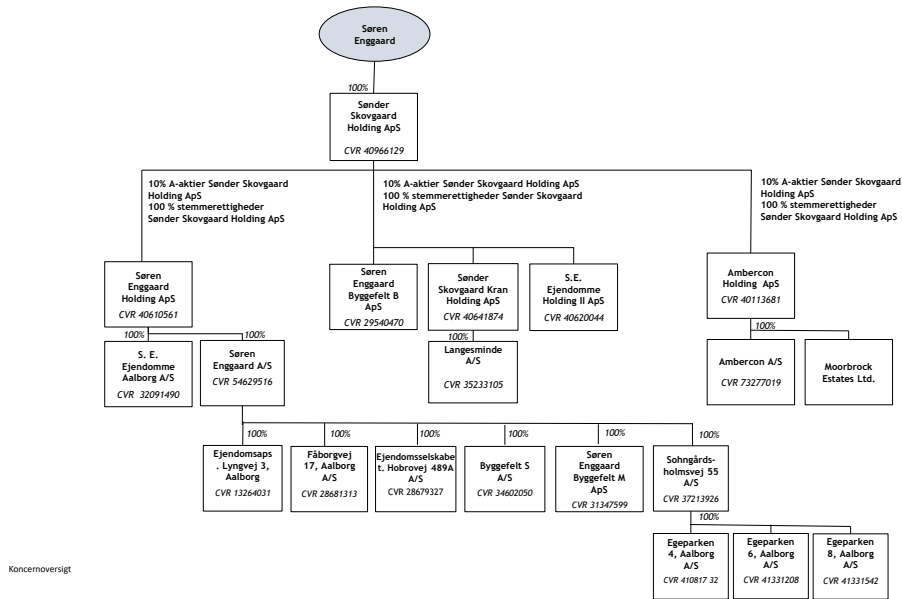 Søren
Enggaard
100%
Sønder
Skovgaard
Holding ApS
CVR 40966129
10% A-aktier Sønder Skovgaard
Holding ApS
100 % stemmerettigheder
Sønder Skovgaard Holding ApS
10% A-aktier Sønder Skovgaard Holding ApS
100 % stemmerettigheder Sønder Skovgaard
Holding ApS
10% A-aktier Sønder Skovgaard
Holding ApS
100 % stemmerettigheder
Sønder Skovgaard Holding ApS
Søren
Enggaard
Holding ApS
CVR 40610561
Søren
Enggaard
Byggefelt B
ApS
CVR 29540470
Sønder
Skovgaard Kran
Holding ApS
CVR 40641874
S.E.
Ejendomme
Holding II ApS
CVR 40620044
Ambercon
Holding ApS
CVR 40113681
100%
100%
100%
100%
S. E.
Ejendomme
Aalborg A/S
CVR 32091490
Søren
Enggaard A/S
CVR 54629516
Langesminde
A/S
CVR 35233105
Ambercon A/S
CVR 73277019
Moorbrock
Estates Ltd.
100%
100%
100%
100%
100%
100%
Ejendomsaps
. Lyngvej 3,
Aalborg
CVR 13264031
Fåborgvej
17, Aalborg
A/S
CVR 28681313
Ejendomsselskabe
t. Hobrovej 489A
A/S
CVR 28679327
Byggefelt S
A/S
CVR 34602050
Søren
Enggaard
Byggefelt M
ApS
CVR 31347599
Sohngårds-
holmsvej 55
A/S
CVR 37213926
100%
Egeparken
4, Aalborg
A/S
CVR 410817 32
Egeparken
6, Aalborg
A/S
CVR 41331208
Egeparken
8, Aalborg
A/S
CVR 41331542
Koncernoversigt